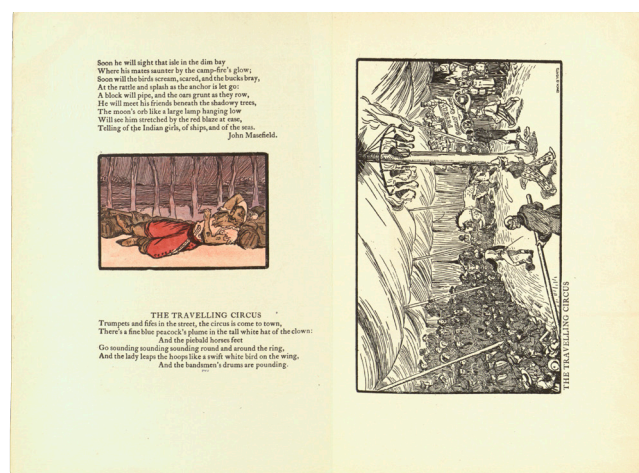 Soon he will sight that isle in the dim bay
Where his mates saunter by the camp-fire's glow;
Soon will the birds scream, scared, and the bucks bray,
At the rattle and splash as the anchor is let go:
A block will pipe, and the oars grunt as they row,
He will meet his friends beneath the shadowy trees,
The moon's orb like a large lamp hanging low
Will see him stretched by the red blaze at ease,
Telling of the Indian girls, of ships, and of the seas.
John Masefield.
THE TRAVELLING CIRCUS
Trumpets and fifes in the street, the circus is come to town,
There's a fine blue peacock's plume in the tall white hat of the clown:
And the piebald horses feet
Go sounding sounding sounding round and around the ring,
And the lady leaps the hoops like a swift white bird on the wing,
And the bandsmen's drums are pounding.
THE TRAVELLING CIRCUS